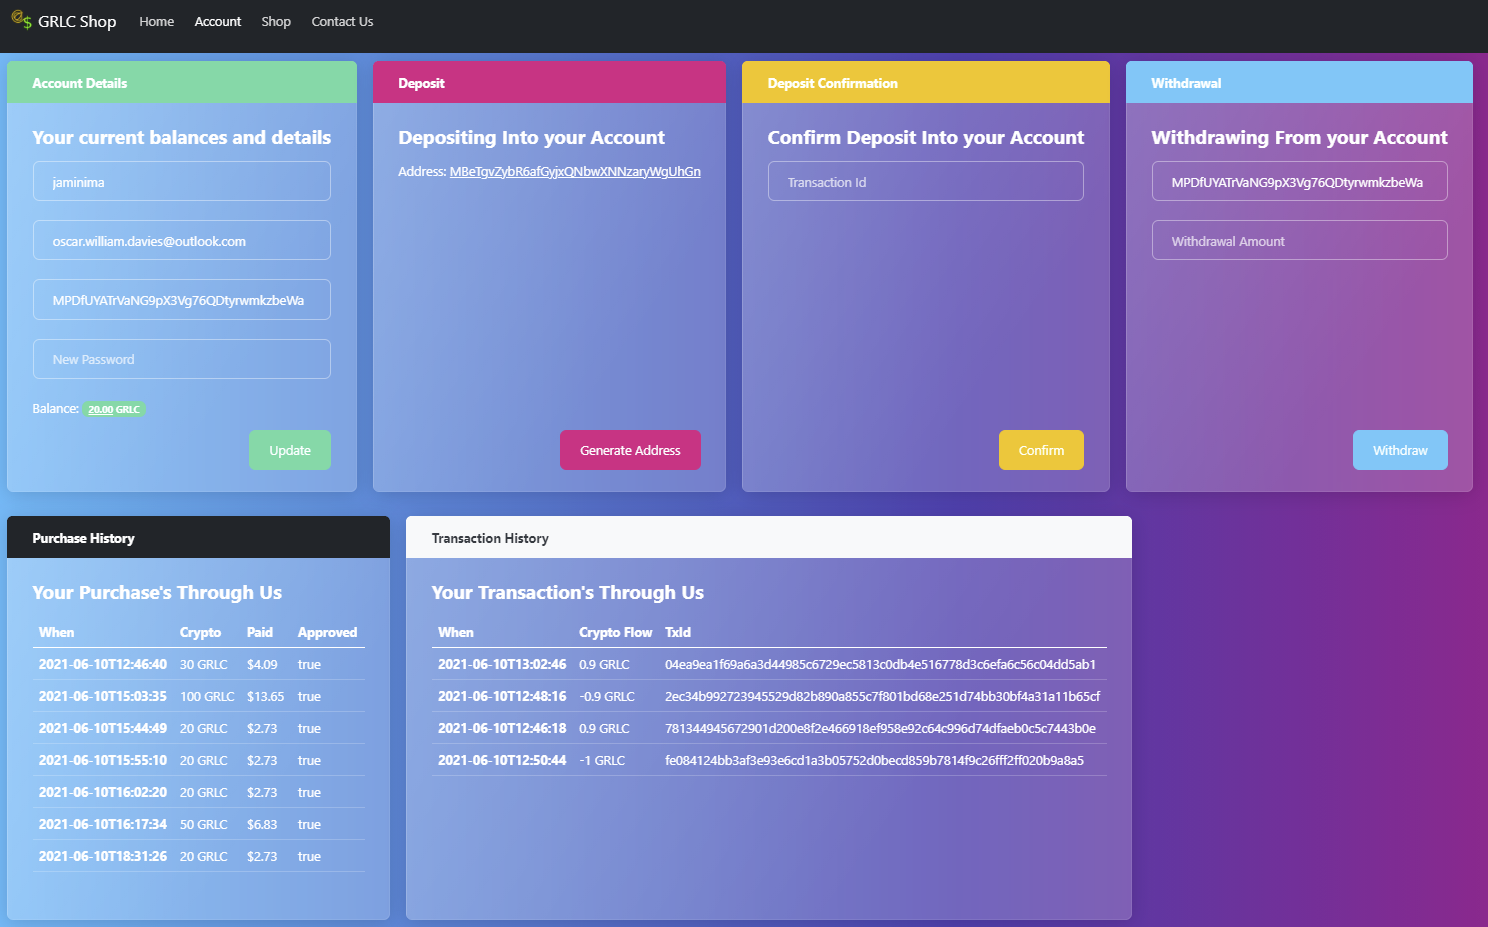 GRLC Shop Home Account Shop Contact Us
Account Details
Your current balances and details
jaminima
oscar.william.davies@outlook.com
MPDfUYATrVaNG9pX3Vg76QDtyrwmkzbeWa
New Password
Balance: 20.00 GRLC
Update
Deposit
Depositing Into your Account
Address: MBeTgvZybR6afGyjxQNbwXNNzaryWgUhGn
Generate Address
Deposit Confirmation
Confirm Deposit Into your Account
Transaction Id
Confirm
Withdrawal
Withdrawing From your Account
MPDfUYATrVaNG9pX3Vg76QDtyrwmkzbeWa
Withdrawal Amount
Withdraw
Purchase History
Your Purchase's Through Us
When Crypto Paid Approved
2021-06-10T12:46:40 30 GRLC $4.09 true
2021-06-10T15:03:35 100 GRLC $13.65 true
2021-06-10T15:44:49 20 GRLC $2.73 true
2021-06-10T15:55:10 20 GRLC $2.73 true
2021-06-10T16:02:20 20 GRLC $2.73 true
2021-06-10T16:17:34 50 GRLC $6.83 true
2021-06-10T18:31:26 20 GRLC $2.73 true
Transaction History
Your Transaction's Through Us
When Crypto Flow TxId
2021-06-10T13:02:46 0.9 GRLC 04ea9ea1f69a6a3d44985c6729ec5813c0db4e516778d3c6efa6c56c04dd5ab1
2021-06-10T12:48:16 -0.9 GRLC 2ec34b992723945529d82b890a855c7f801bd68e251d74bb30bf4a31a11b65cf
2021-06-10T12:46:18 0.9 GRLC 781344945672901d200e8f2e466918ef958e92c64c996d74dfaeb0c5c7443b0e
2021-06-10T12:50:44 -1 GRLC fe084124bb3af3e93e6cd1a3b05752d0becd859b7814f9c26fff2ff020b9a8a5